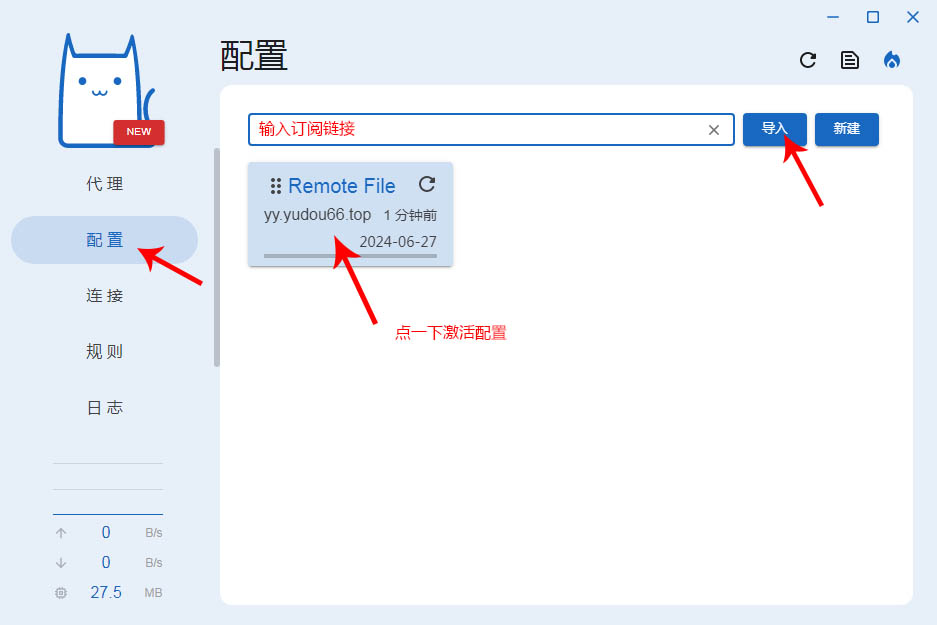 配置
NEW
代 理
配 置
连 接
规 则
日 志
0 B/s
0 B/s
27.5 MB
输入订阅链接
导入
新建
Remote File
yy.yudou66.top 1 分钟前
2024-06-27
点一下激活配置